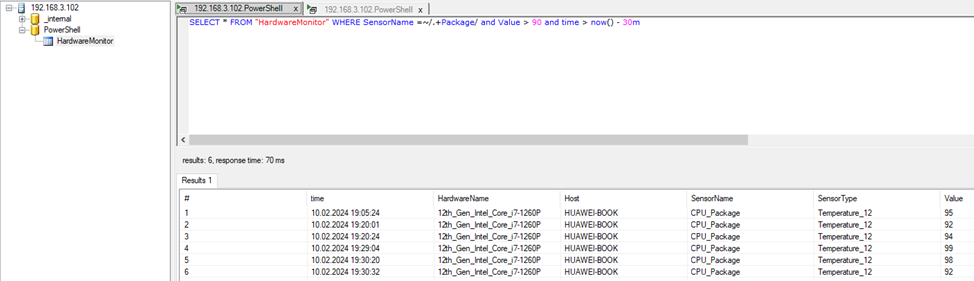 192.168.3.102
_internal
PowerShell
HardwareMonitor
192.168.3.102.PowerShell x 192.168.3.102.PowerShell x
SELECT * FROM "HardwareMonitor" WHERE SensorName =~/.+Package/ and Value > 90 and time > now() - 30m
results: 6, response time: 70 ms
Results 1
# time HardwareName Host SensorName SensorType Value
1 10.02.2024 19:05:24 12th_Gen_Intel_Core_i7-1260P HUAWEI-BOOK CPU_Package Temperature_12 95
2 10.02.2024 19:20:01 12th_Gen_Intel_Core_i7-1260P HUAWEI-BOOK CPU_Package Temperature_12 92
3 10.02.2024 19:20:24 12th_Gen_Intel_Core_i7-1260P HUAWEI-BOOK CPU_Package Temperature_12 94
4 10.02.2024 19:29:04 12th_Gen_Intel_Core_i7-1260P HUAWEI-BOOK CPU_Package Temperature_12 99
5 10.02.2024 19:30:20 12th_Gen_Intel_Core_i7-1260P HUAWEI-BOOK CPU_Package Temperature_12 98
6 10.02.2024 19:30:32 12th_Gen_Intel_Core_i7-1260P HUAWEI-BOOK CPU_Package Temperature_12 92